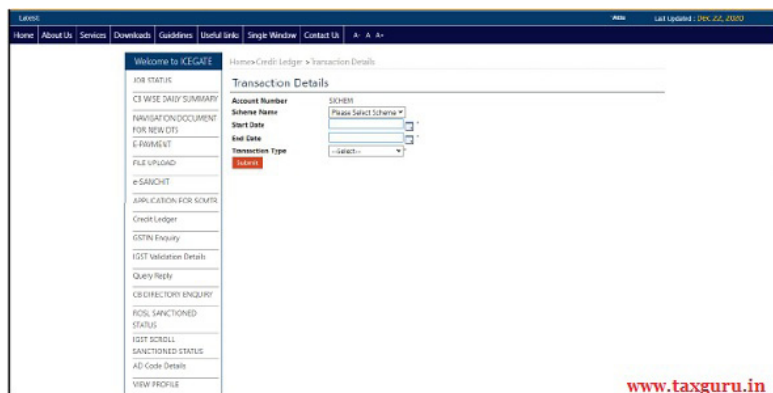 Latest:
Last Updated : Dec 22, 2020
Home About Us Services Downloads Guidelines Useful Links Single Window Contact Us A- A A+
Welcome to ICEGATE
Home>Credit Ledger >Transaction Details
JOB STATUS
CB WISE DAILY SUMMARY
NAVIGATION DOCUMENT
FOR NEW OTS
E-PAYMENT
FILE UPLOAD
e-SANCHIT
APPLICATION FOR SCMTR
Credit Ledger
GSTIN Enquiry
IGST Validation Details
Query Reply
CB DIRECTORY ENQUIRY
ROSL SANCTIONED
STATUS
IGST SCROLL
SANCTIONED STATUS
AD Code Details
VIEW PROFILE
Transaction Details
Account Number SICHEM
Scheme Name Please Select Scheme
Start Date *
End Date *
Transaction Type --Select-- *
Submit
www.taxguru.in